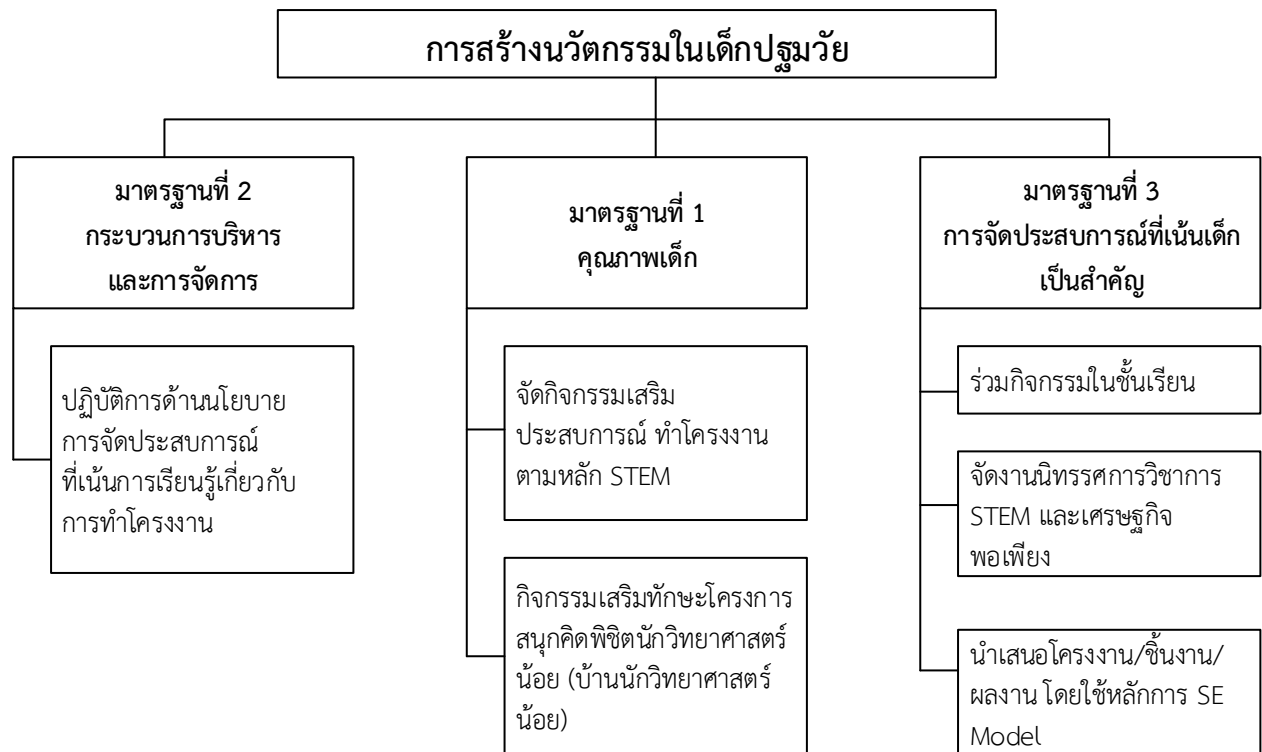 การสร้างนวัตกรรมในเด็กปฐมวัย
มาตรฐานที่ 2
กระบวนการบริหาร
และการจัดการ
ปฏิบัติการด้านนโยบาย
การจัดประสบการณ์
ที่เน้นการเรียนรู้เกี่ยวกับ
การทำโครงงาน
มาตรฐานที่ 1
คุณภาพเด็ก
จัดกิจกรรมเสริม
ประสบการณ์ ทำโครงงาน
ตามหลัก STEM
กิจกรรมเสริมทักษะโครงการ
สนุกคิดพิชิตนักวิทยาศาสตร์
น้อย (บ้านนักวิทยาศาสตร์
น้อย)
มาตรฐานที่ 3
การจัดประสบการณ์ที่เน้นเด็ก
เป็นสำคัญ
ร่วมกิจกรรมในชั้นเรียน
จัดงานนิทรรศการวิชาการ
STEM และเศรษฐกิจ
พอเพียง
นำเสนอโครงงาน/ชิ้นงาน/
ผลงาน โดยใช้หลักการ SE
Model